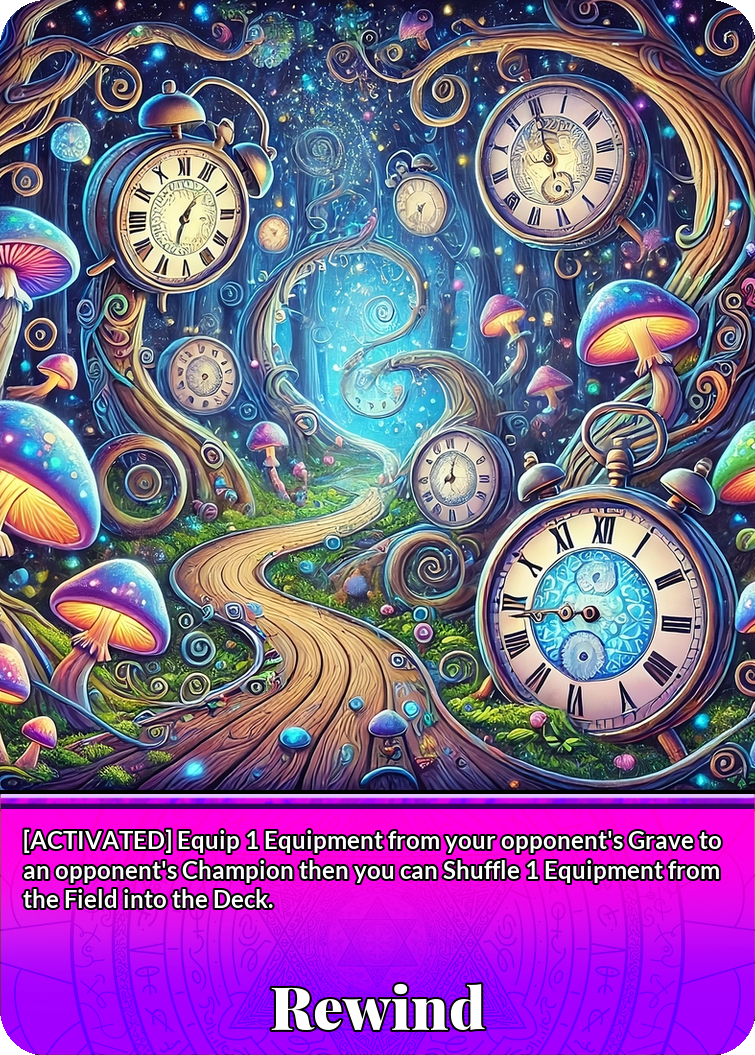 [ACTIVATED] Equip 1 Equipment from your opponent's Grave to
an opponent's Champion then you can Shuffle 1 Equipment from
the Field into the Deck.
Rewind